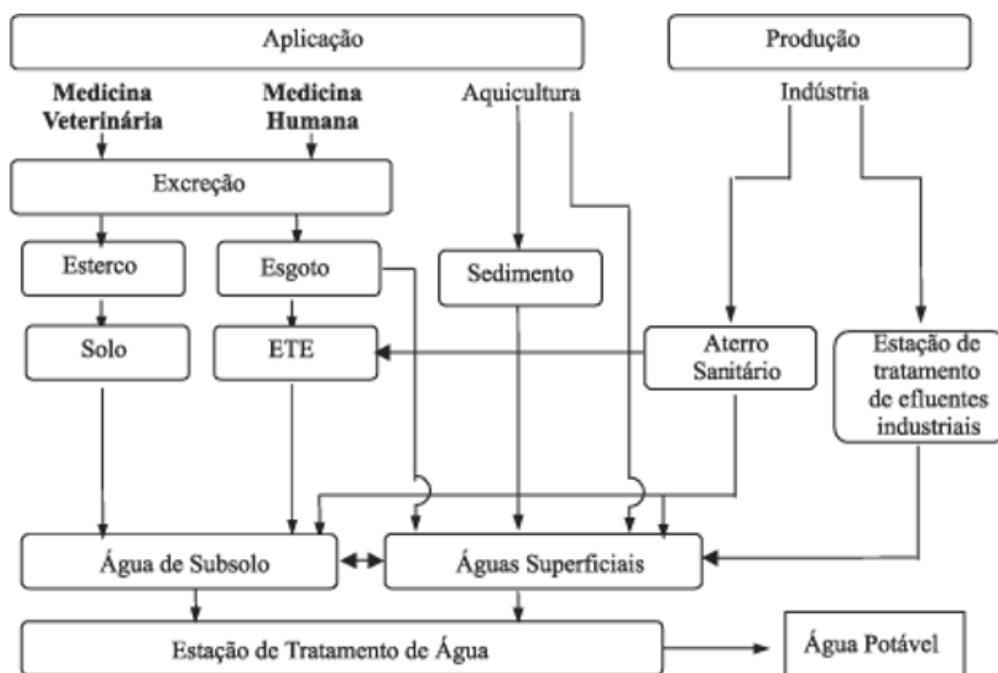 Aplicação
Produção
Medicina
Veterinária
Medicina
Humana
Aquicultura
Indústria
Excreção
Esterco
Esgoto
Sedimento
Solo
ETE
Aterro
Sanitário
Estação de
tratamento
de efluentes
industriais
Água de Subsolo
Águas Superficiais
Estação de Tratamento de Água
Água Potável